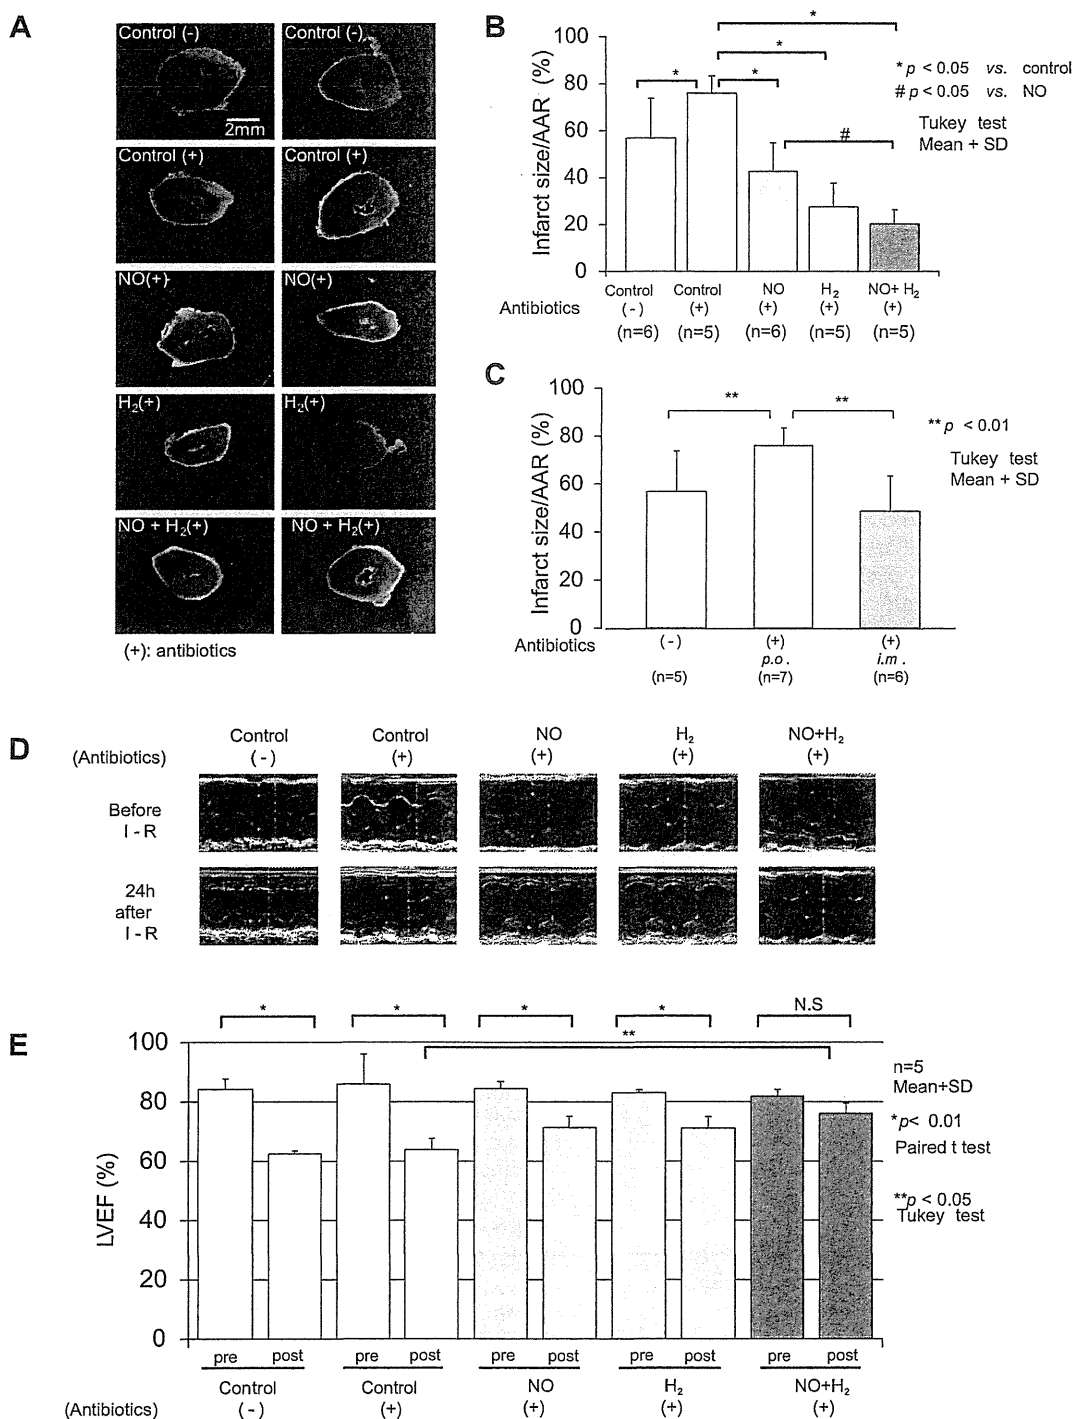 A
Control (-)
Control (-)
2mm
Control (+)
Control (+)
NO(+)
NO(+)
H₂(+)
H₂(+)
NO + H₂(+)
NO + H₂(+)
(+): antibiotics
B
Infarct size/AAR (%)
100
80
60
40
20
0
*
*
*
*
#
* p < 0.05 vs. control
# p < 0.05 vs. NO
Tukey test
Mean + SD
Control Control NO H₂ NO+ H₂
Antibiotics (-) (+) (+) (+) (+)
(n=6) (n=5) (n=6) (n=5) (n=5)
C
Infarct size/AAR (%)
100
80
60
40
20
0
**
**
** p < 0.01
Tukey test
Mean + SD
Antibiotics (-) (+) (+)
p.o. i.m.
(n=5) (n=7) (n=6)
D
Control Control NO H₂ NO+H₂
(Antibiotics) (-) (+) (+) (+) (+)
Before
I - R
24h
after
I - R
E
LVEF (%)
100
80
60
40
20
0
* * * * N.S
**
n=5
Mean+SD
*p< 0.01
Paired t test
**p < 0.05
Tukey test
pre post pre post pre post pre post pre post
Control Control NO H₂ NO+H₂
(Antibiotics) (-) (+) (+) (+) (+)